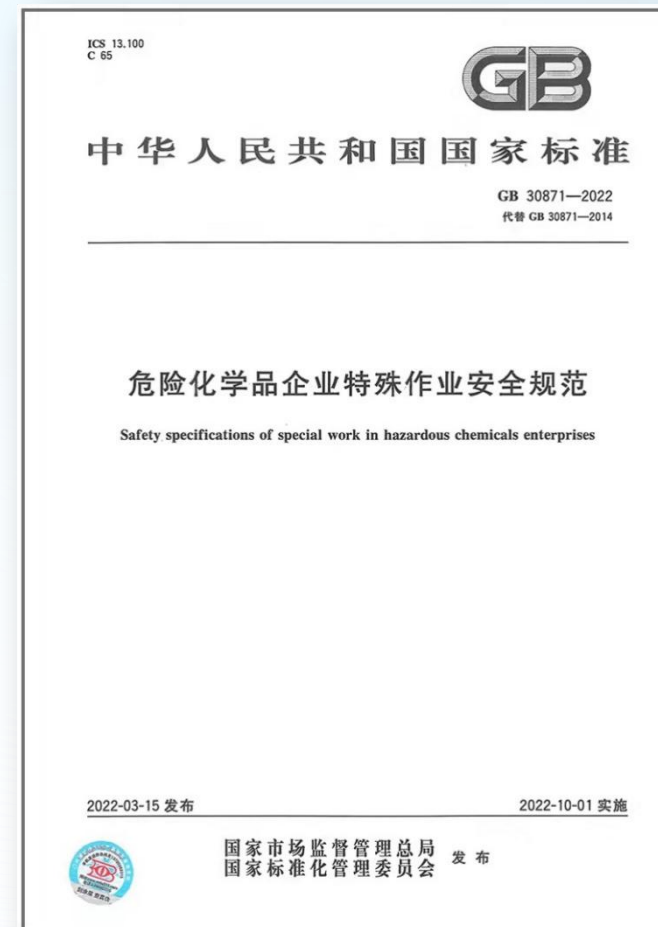 ICS 13.100
C 65
GB
中华人民共和国国家标准
GB 30871—2022
代替 GB 30871—2014
危险化学品企业特殊作业安全规范
Safety specifications of special work in hazardous chemicals enterprises
2022-03-15 发布
2022-10-01 实施
国家市场监督管理总局
国家标准化管理委员会
发布